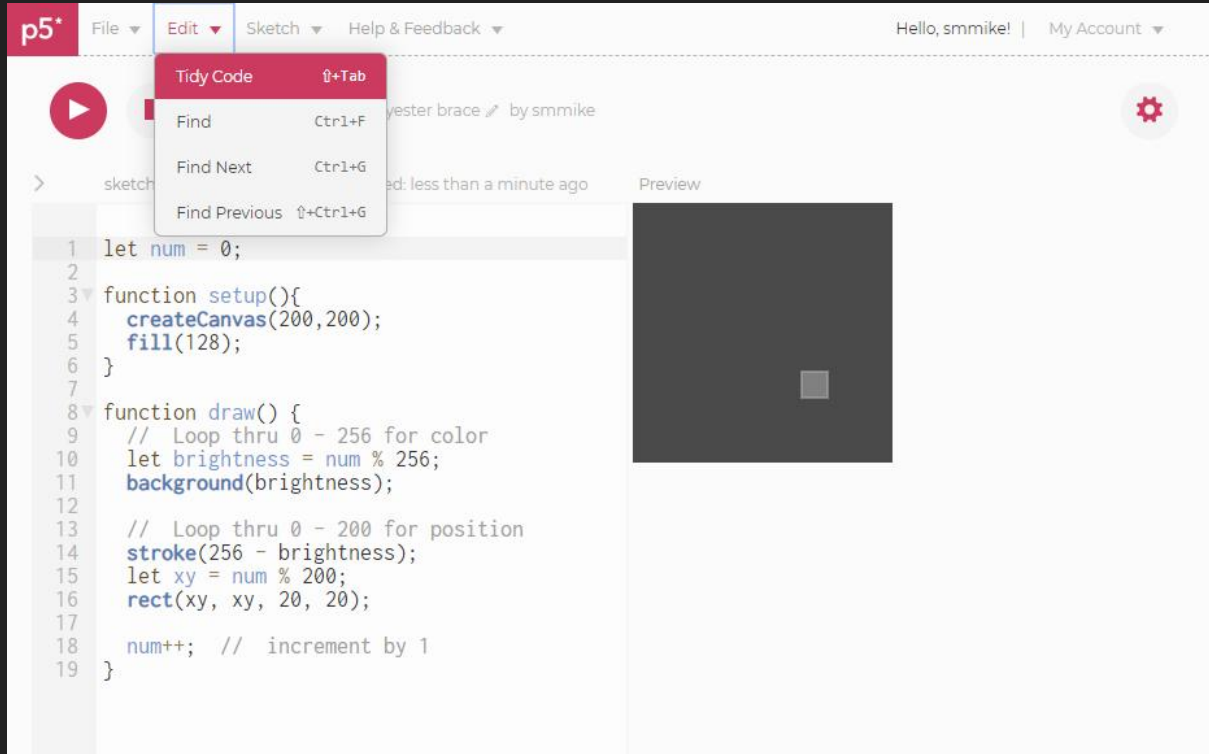 p5* File Edit Sketch Help & Feedback Hello, smmike! | My Account
Tidy Code ⇧+Tab
Find Ctrl+F
yester brace by smmike
Find Next Ctrl+G
sketch ed: less than a minute ago Preview
Find Previous ⇧+Ctrl+G
1 let num = 0;
2
3 function setup(){
4 createCanvas(200,200);
5 fill(128);
6 }
7
8 function draw() {
9 // Loop thru 0 - 256 for color
10 let brightness = num % 256;
11 background(brightness);
12
13 // Loop thru 0 - 200 for position
14 stroke(256 - brightness);
15 let xy = num % 200;
16 rect(xy, xy, 20, 20);
17
18 num++; // increment by 1
19 }